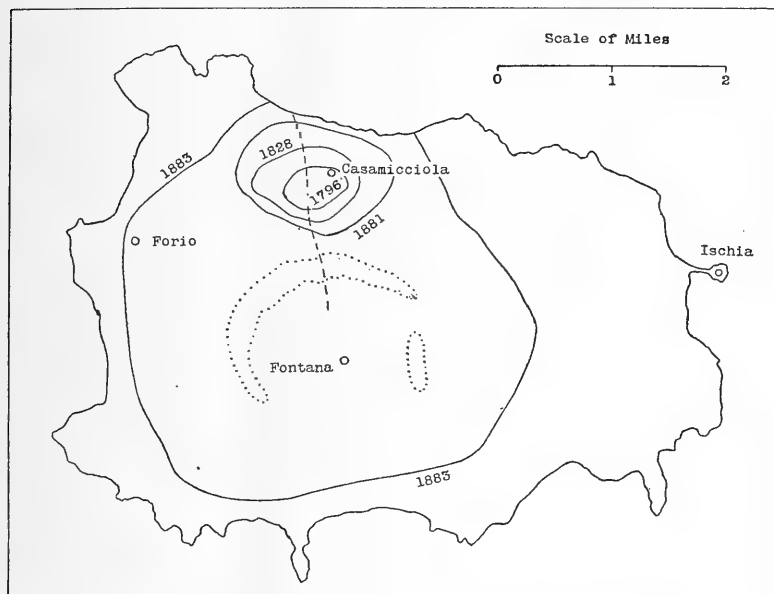 Scale of Miles
0 1 2
1828
Casamicciola
1883
1796
1881
Forio
Ischia
Fontana
1883